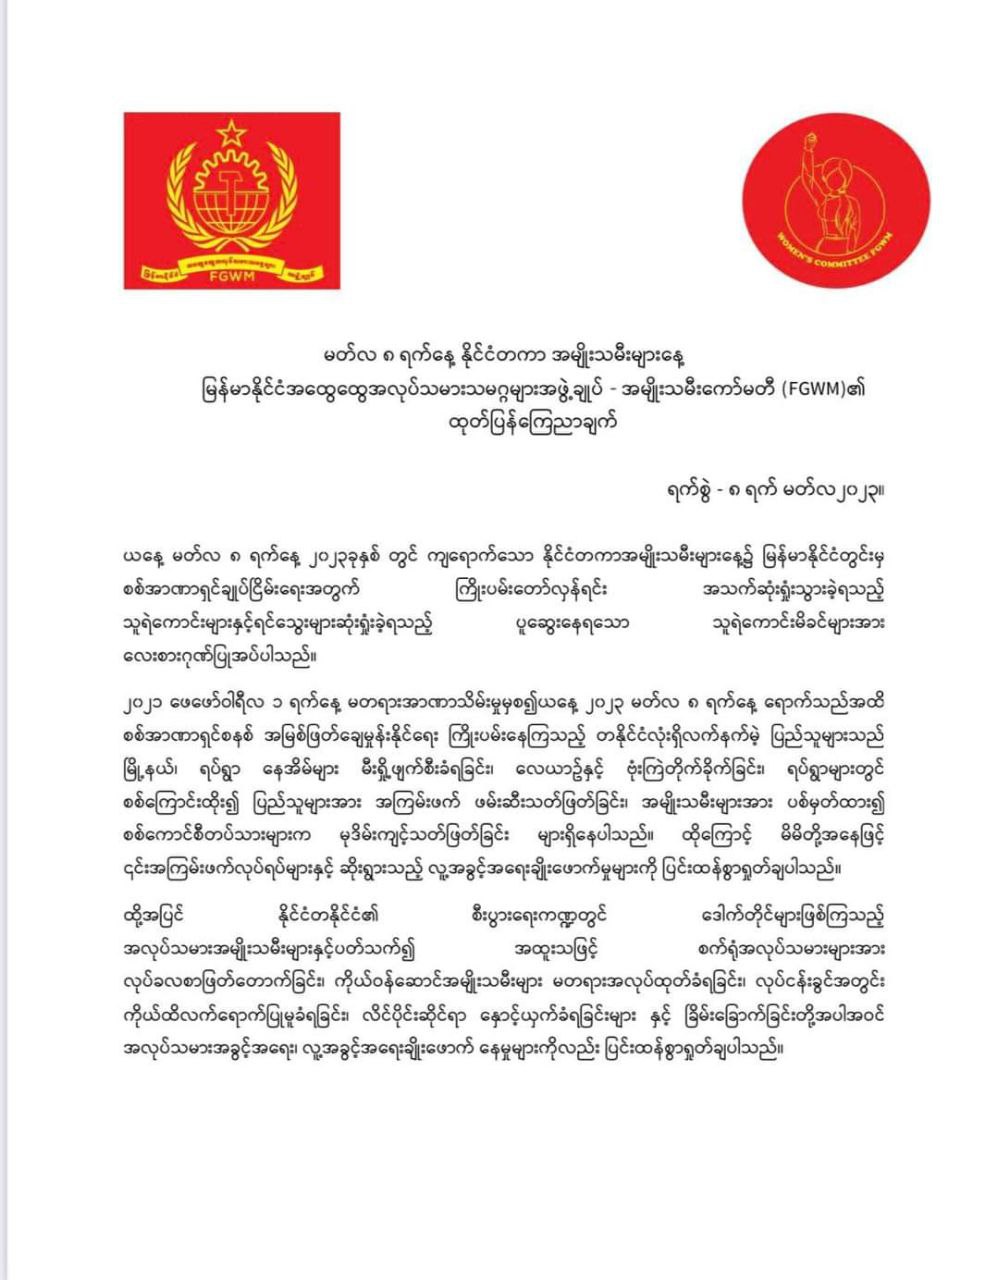 FGWM
WOMEN'S COMMITTEE FGWM
မတ်လ ၈ ရက်နေ့ နိုင်ငံတကာ အမျိုးသမီးများနေ့
မြန်မာနိုင်ငံအထွေထွေအလုပ်သမားသမဂ္ဂများအဖွဲ့ချုပ် - အမျိုးသမီးကော်မတီ (FGWM)၏
ထုတ်ပြန်ကြေညာချက်
ရက်စွဲ - ၈ ရက် မတ်လ၂၀၂၃။
ယနေ့ မတ်လ ၈ ရက်နေ့ ၂၀၂၃ခုနှစ် တွင် ကျရောက်သော နိုင်ငံတကာအမျိုးသမီးများနေ့၌ မြန်မာနိုင်ငံတွင်းမှ
စစ်အာဏာရှင်ချုပ်ငြိမ်းရေးအတွက် ကြိုးပမ်းတော်လှန်ရင်း အသက်ဆုံးရှုံးသွားခဲ့ရသည့်
သူရဲကောင်းများနှင့်ရင်သွေးများဆုံးရှုံးခဲ့ရသည့် ပူဆွေးနေရသော သူရဲကောင်းမိခင်များအား
လေးစားဂုဏ်ပြုအပ်ပါသည်။
၂၀၂၁ ဖေဖော်ဝါရီလ ၁ ရက်နေ့ မတရားအာဏာသိမ်းမှုမှစ၍ယနေ့ ၂၀၂၃ မတ်လ ၈ ရက်နေ့ ရောက်သည်အထိ
စစ်အာဏာရှင်စနစ် အမြစ်ဖြတ်ချေမှုန်းနိုင်ရေး ကြိုးပမ်းနေကြသည့် တနိုင်ငံလုံးရှိလက်နက်မဲ့ ပြည်သူများသည်
မြို့နယ်၊ ရပ်ရွာ နေအိမ်များ မီးရှို့ဖျက်စီးခံရခြင်း၊ လေယာဥ်နှင့် ဗုံးကြဲတိုက်ခိုက်ခြင်း၊ ရပ်ရွာများတွင်
စစ်ကြောင်းထိုး၍ ပြည်သူများအား အကြမ်းဖက် ဖမ်းဆီးသတ်ဖြတ်ခြင်း၊ အမျိုးသမီးများအား ပစ်မှတ်ထား၍
စစ်ကောင်စီတပ်သားများက မုဒိမ်းကျင့်သတ်ဖြတ်ခြင်း များရှိနေပါသည်။ ထို့ကြောင့် မိမိတို့အနေဖြင့်
၎င်းအကြမ်းဖက်လုပ်ရပ်များနှင့် ဆိုးရွားသည့် လူ့အခွင့်အရေးချိုးဖောက်မှုများကို ပြင်းထန်စွာရှုတ်ချပါသည်။
ထို့အပြင် နိုင်ငံတနိုင်ငံ၏ စီးပွားရေးကဏ္ဍတွင် ဒေါက်တိုင်များဖြစ်ကြသည့်
အလုပ်သမားအမျိုးသမီးများနှင့်ပတ်သက်၍ အထူးသဖြင့် စက်ရုံအလုပ်သမားများအား
လုပ်ခလစာဖြတ်တောက်ခြင်း၊ ကိုယ်ဝန်ဆောင်အမျိုးသမီးများ မတရားအလုပ်ထုတ်ခံရခြင်း၊ လုပ်ငန်းခွင်အတွင်း
ကိုယ်ထိလက်ရောက်ပြုမူခံရခြင်း၊ လိင်ပိုင်းဆိုင်ရာ နှောင့်ယှက်ခံရခြင်းများ နှင့် ခြိမ်းခြောက်ခြင်းတို့အပါအဝင်
အလုပ်သမားအခွင့်အရေး၊ လူ့အခွင့်အရေးချိုးဖောက် နေမှုများကိုလည်း ပြင်းထန်စွာရှုတ်ချပါသည်။